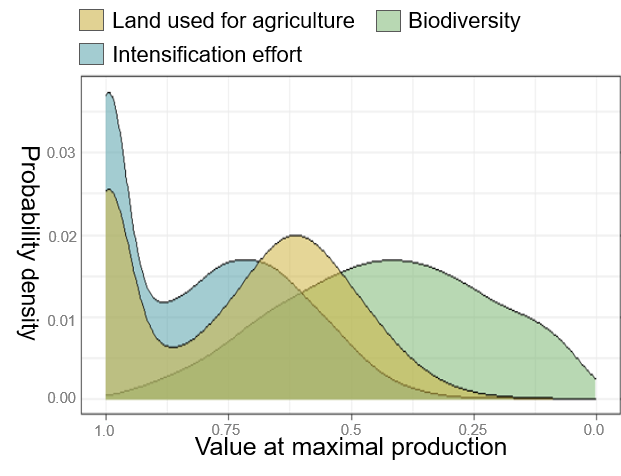 Land used for agriculture
Biodiversity
Intensification effort
Probability density
0.03
0.02
0.01
0.00
1.0
0.75
0.5
0.25
0.0
Value at maximal production